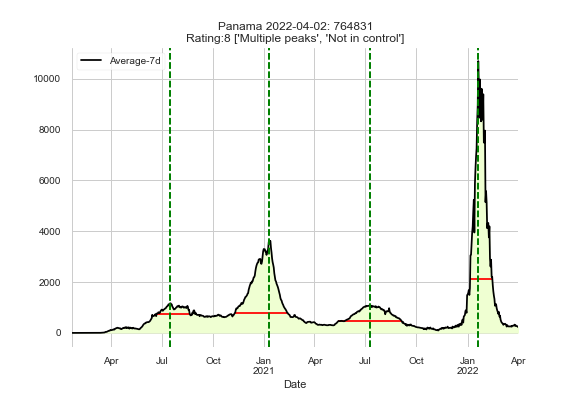 Panama 2022-04-02: 764831
Rating:8 ['Multiple peaks', 'Not in control']
Average-7d
10000
8000
6000
4000
2000
0
Apr Jul Oct Jan Apr Jul Oct Jan Apr
2021 2022
Date